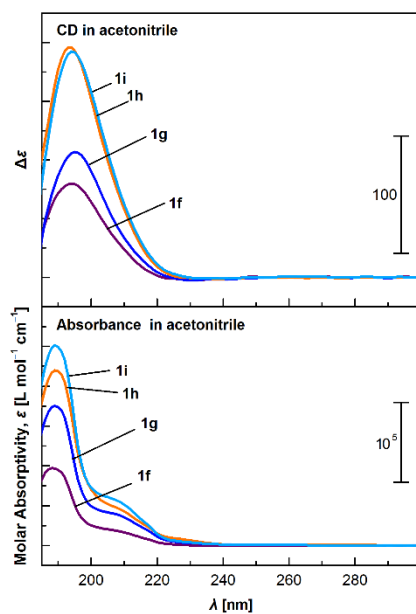 CD in acetonitrile
1i
1h
1g
1f
Δε
100
Absorbance in acetonitrile
1i
1h
1g
1f
Molar Absorptivity, ε [L mol⁻¹ cm⁻¹]
10⁵
200 220 240 260 280
λ [nm]